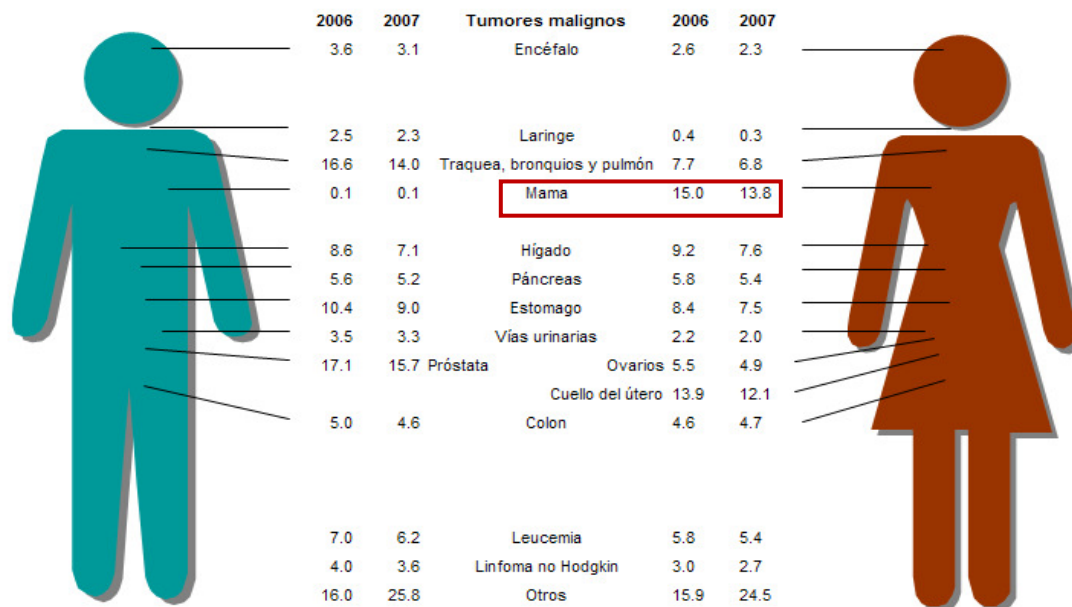 2006 2007 Tumores malignos 2006 2007
3.6 3.1 Encéfalo 2.6 2.3
2.5 2.3 Laringe 0.4 0.3
16.6 14.0 Traquea, bronquios y pulmón 7.7 6.8
0.1 0.1 Mama 15.0 13.8
8.6 7.1 Hígado 9.2 7.6
5.6 5.2 Páncreas 5.8 5.4
10.4 9.0 Estomago 8.4 7.5
3.5 3.3 Vías urinarias 2.2 2.0
17.1 15.7 Próstata Ovarios 5.5 4.9
Cuello del útero 13.9 12.1
5.0 4.6 Colon 4.6 4.7
7.0 6.2 Leucemia 5.8 5.4
4.0 3.6 Linfoma no Hodgkin 3.0 2.7
16.0 25.8 Otros 15.9 24.5